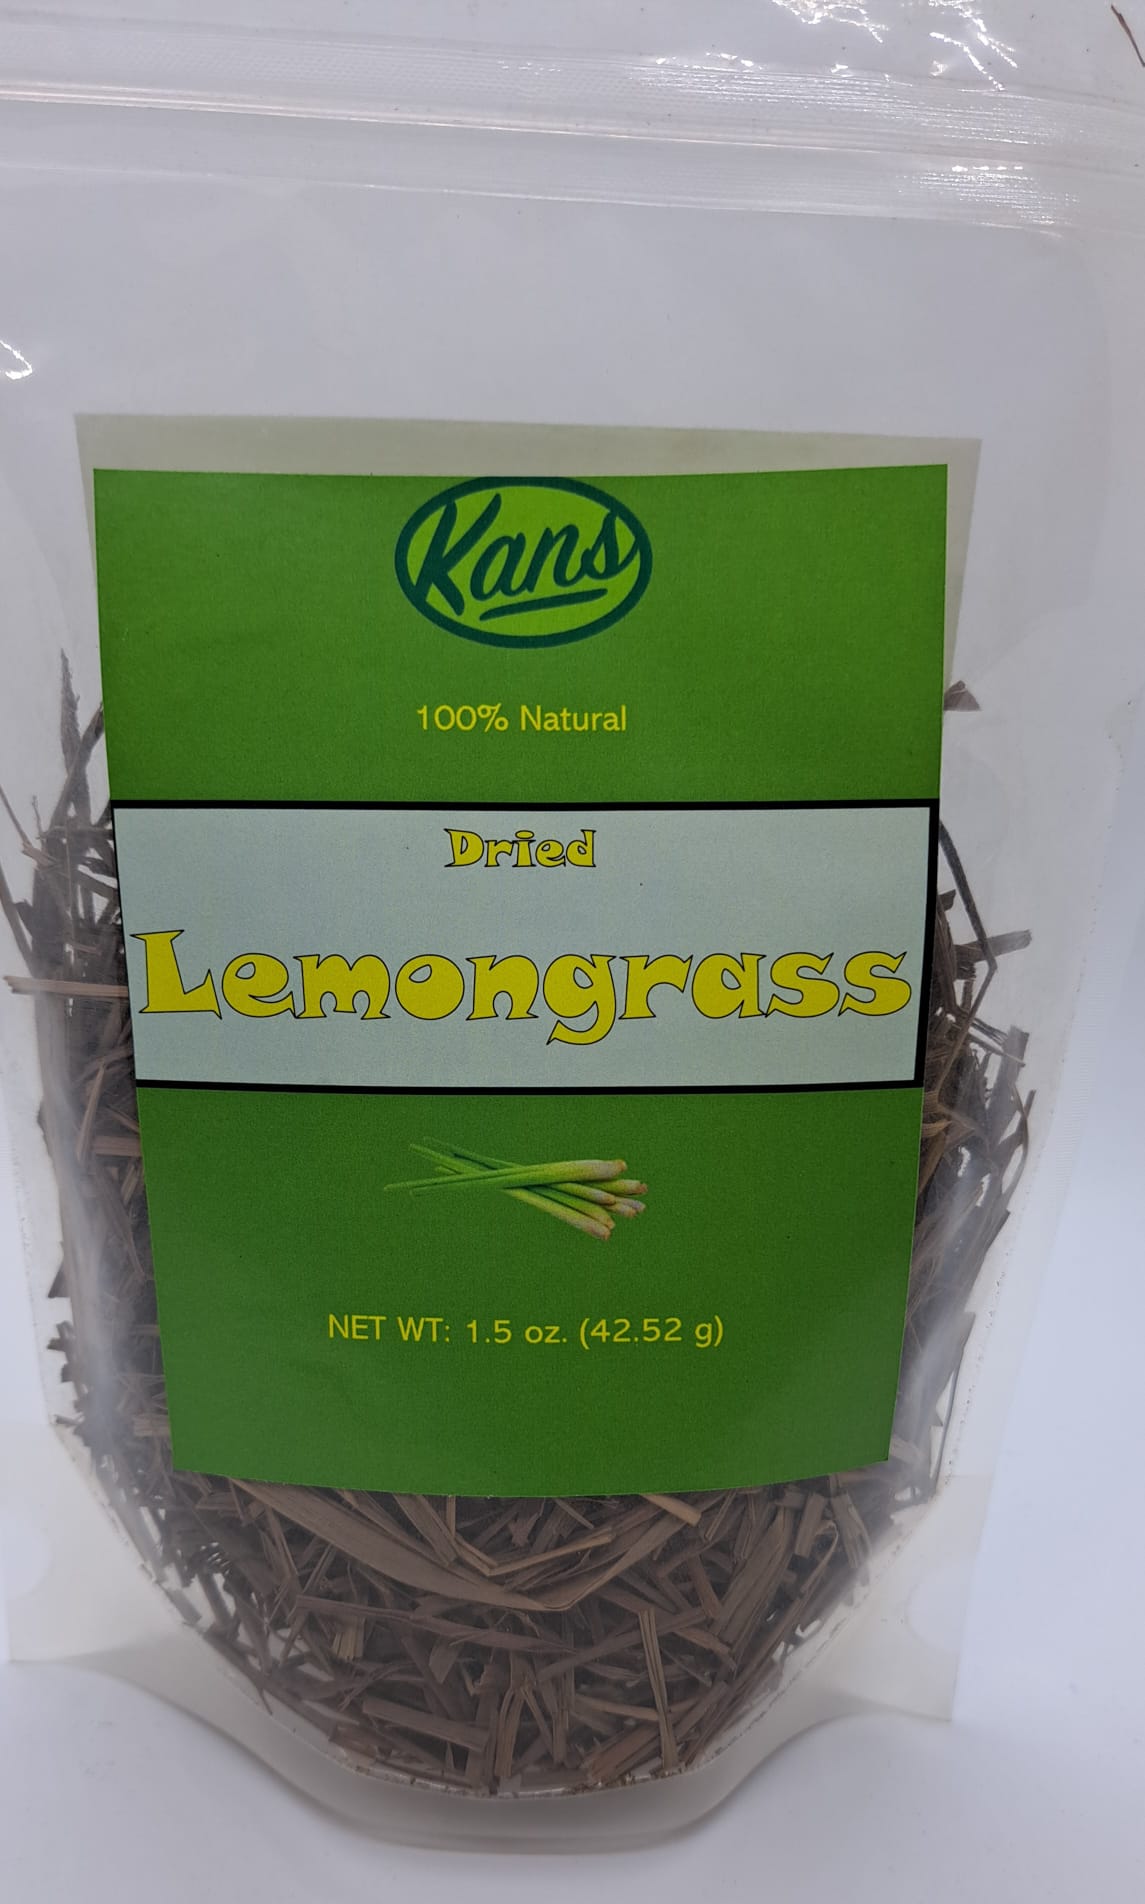 Kans
100% Natural
Dried
Lemongrass
NET WT: 1.5 oz. (42.52 g)